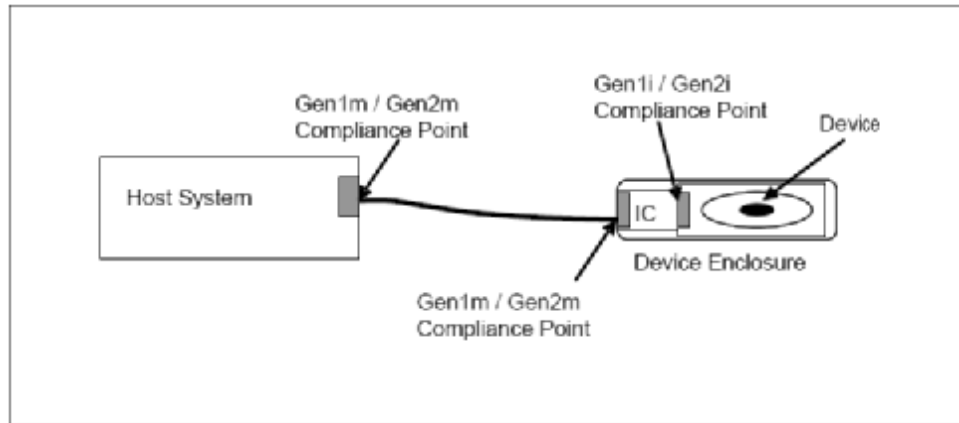 Gen1m / Gen2m
Compliance Point
Gen1i / Gen2i
Compliance Point
Device
Host System
IC
Device Enclosure
Gen1m / Gen2m
Compliance Point